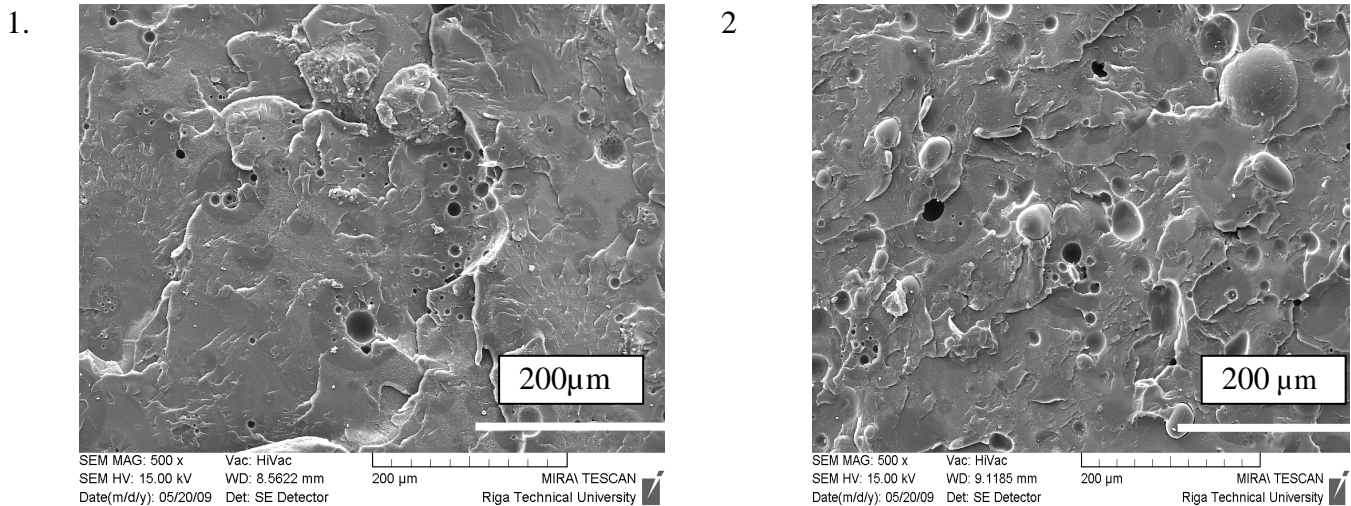 1.
2
200µm
200 µm
SEM MAG: 500 x Vac: HiVac
SEM HV: 15.00 kV WD: 8.5622 mm 200 µm MIRA\ TESCAN
Date(m/d/y): 05/20/09 Det: SE Detector Riga Technical University
SEM MAG: 500 x Vac: HiVac
SEM HV: 15.00 kV WD: 9.1185 mm 200 µm MIRA\ TESCAN
Date(m/d/y): 05/20/09 Det: SE Detector Riga Technical University